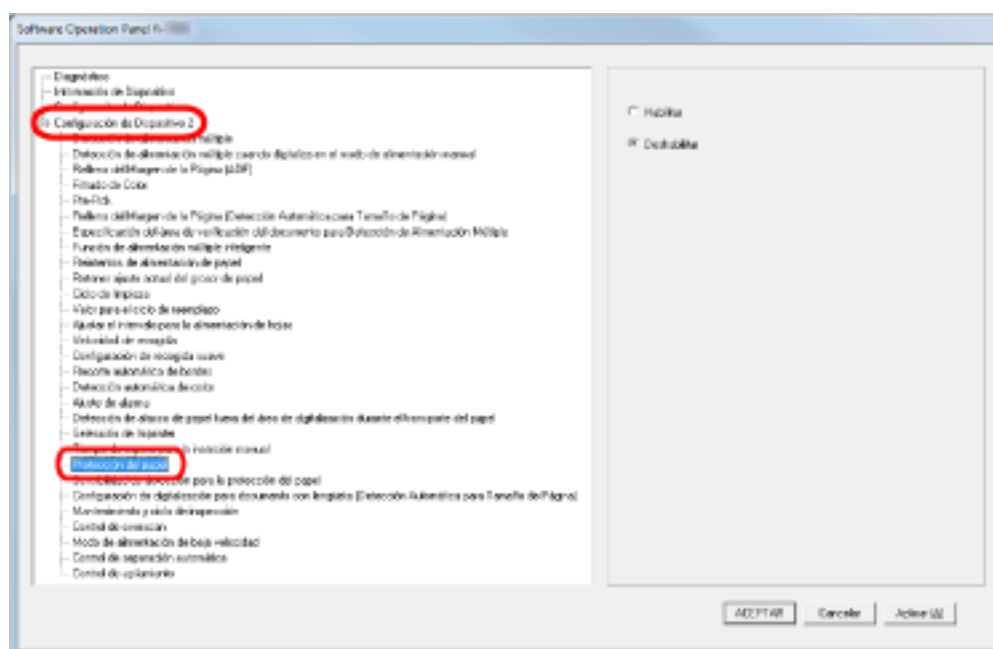 Software Operation Panel fi-
Diagnóstico
Información de Dispositivo
Configuración de Dispositivo 2
Detección de alimentación múltiple cuando digitaliza en el modo de alimentación manual
Relleno del Margen de la Página [ADF]
Filtrado de Color
Pre-Pick
Relleno del Margen de la Página (Detección Automática para Tamaño de Página)
Especificación del área de verificación del documento para Detección de Alimentación Múltiple
Función de alimentación múltiple inteligente
Reintentos de alimentación de papel
Retener ajuste actual del grosor de papel
Ciclo de limpieza
Valor para el ciclo de reemplazo
Ajustar el intervalo para la alimentación de hojas
Velocidad de recogida
Configuración de recogida suave
Recorte automático de bordes
Detección automática de color
Ajuste de alarma
Detección de atasco de papel fuera del área de digitalización durante el transporte del papel
Selección de
para la inserción manual
Protección del papel
para la protección del papel
Configuración de digitalización para documento con lengüeta (Detección Automática para Tamaño de Página)
Mantenimiento y ciclo de inspección
Control de overscan
Modo de alimentación de baja velocidad
Control de separación automática
Control de apilamiento
Habilitar
Deshabilitar
ACEPTAR
Cancelar